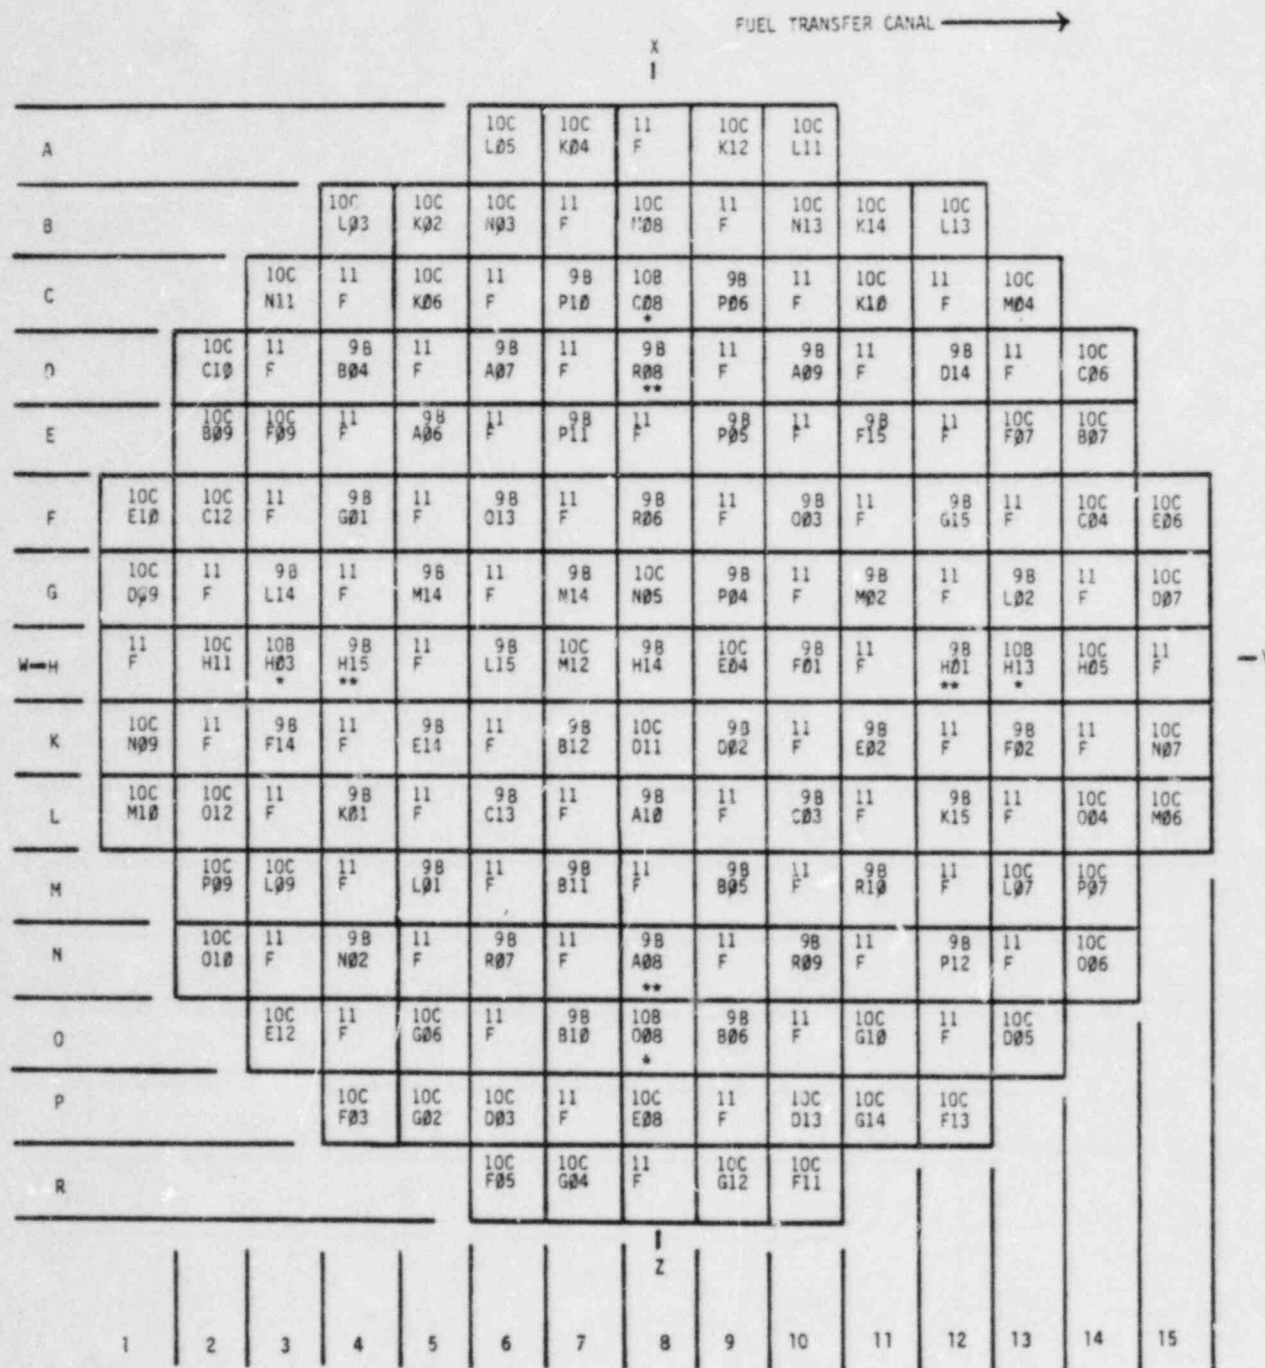 FUEL TRANSFER CANAL
X
10C 10C 11 10C 10C
A L05 K04 F K12 L11
10C 10C 10C 11 10C 11 10C 10C 10C
B L03 K02 N03 F F N13 K14 L13
10C 11 10C 11 9B 10B 9B 11 10C 11 10C
C N11 F K06 F P10 C08 P06 F K10 F M04
*
10C 11 9B 11 9B 11 9B 11 9B 11 9B 11 10C
C10 F B04 F A07 F R08 F A09 F D14 F C06
**
10C 10C 11 9B 11 9B 11 9B 11 9B 11 10C 10C
E B09 F09 F A06 F P11 F P05 F F15 F F07 B07
10C 10C 11 9B 11 9B 11 9B 11 9B 11 9B 11 10C 10C
F E10 C12 F G01 F O13 F R06 F O03 F G15 F C04 E06
10C 11 9B 11 9B 11 9B 10C 9B 11 9B 11 9B 11 10C
G D09 F L14 F M14 F N14 N05 P04 F M02 F L02 F D07
11 10C 10B 9B 11 9B 10C 9B 10C 9B 11 9B 10B 10C 11
W-H F H11 H03 H15 F L15 M12 H14 E04 F01 F H01 H13 H05 F
* ** ** *
10C 11 9B 11 9B 11 9B 10C 9B 11 9B 11 9B 11 10C
K N09 F F14 F E14 F B12 D11 D02 F E02 F F02 F N07
10C 10C 11 9B 11 9B 11 9B 11 9B 11 9B 11 10C 10C
L M10 O12 F K01 F C13 F A10 F C03 F K15 F O04 M06
10C 10C 11 9B 11 9B 11 9B 11 9B 11 10C 10C
M P09 L09 F L01 F B11 F B05 F R10 F L07 P07
10C 11 9B 11 9B 11 9B 11 9B 11 9B 11 10C
N O10 F N02 F R07 F A08 F R09 F P12 F O06
**
10C 11 10C 11 9B 10B 9B 11 10C 11 10C
O E12 F G06 F B10 O08 B06 F G10 F D05
*
10C 10C 10C 11 10C 11 10C 10C 10C
P F03 G02 D03 F E08 F D13 G14 F13
10C 10C 11 10C 10C
R F05 G04 F G12 F11
Z
1 2 3 4 5 6 7 8 9 10 11 12 13 14 15